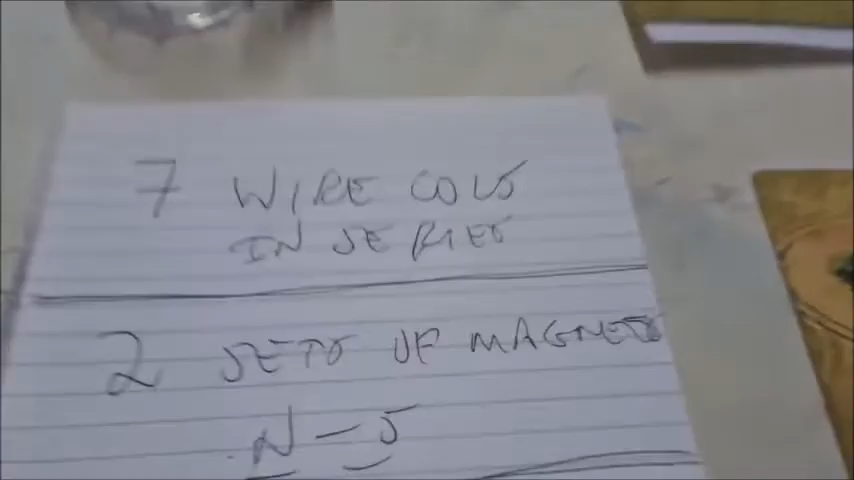 7 WIRE COILS
IN SERIES
2 SETS OF MAGNETS
N - S